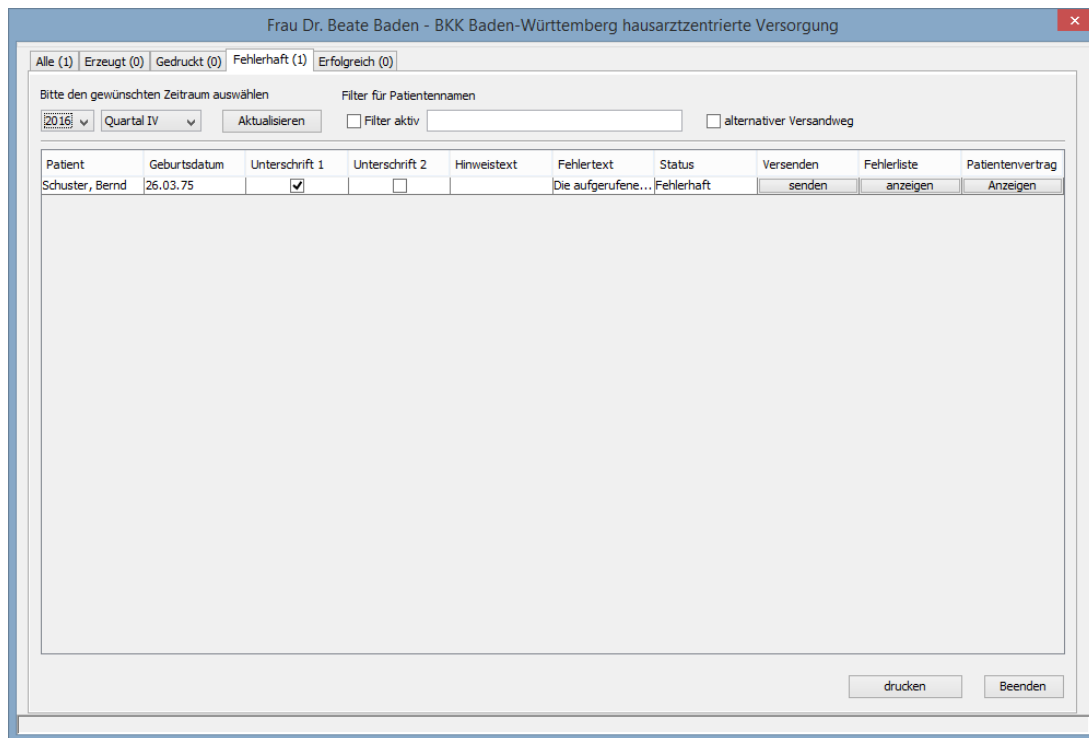 Frau Dr. Beate Baden - BKK Baden-Württemberg hausarztzentrierte Versorgung
Alle (1) Erzeugt (0) Gedruckt (0) Fehlerhaft (1) Erfolgreich (0)
Bitte den gewünschten Zeitraum auswählen Filter für Patientennamen
2016 Quartal IV Aktualisieren Filter aktiv alternativer Versandweg
Patient Geburtsdatum Unterschrift 1 Unterschrift 2 Hinweistext Fehlertext Status Versenden Fehlerliste Patientenvertrag
Schuster, Bernd 26.03.75 Die aufgerufene... Fehlerhaft senden anzeigen Anzeigen
drucken Beenden